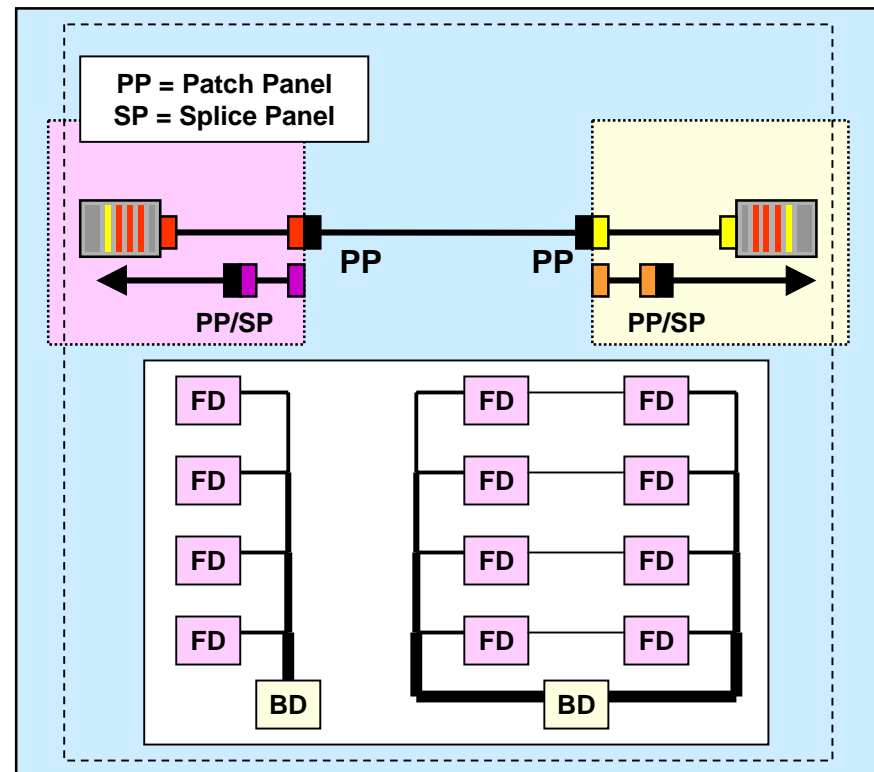 PP = Patch Panel
SP = Splice Panel
PP PP
PP/SP PP/SP
FD FD FD
FD FD FD
FD FD FD
FD FD FD
BD BD